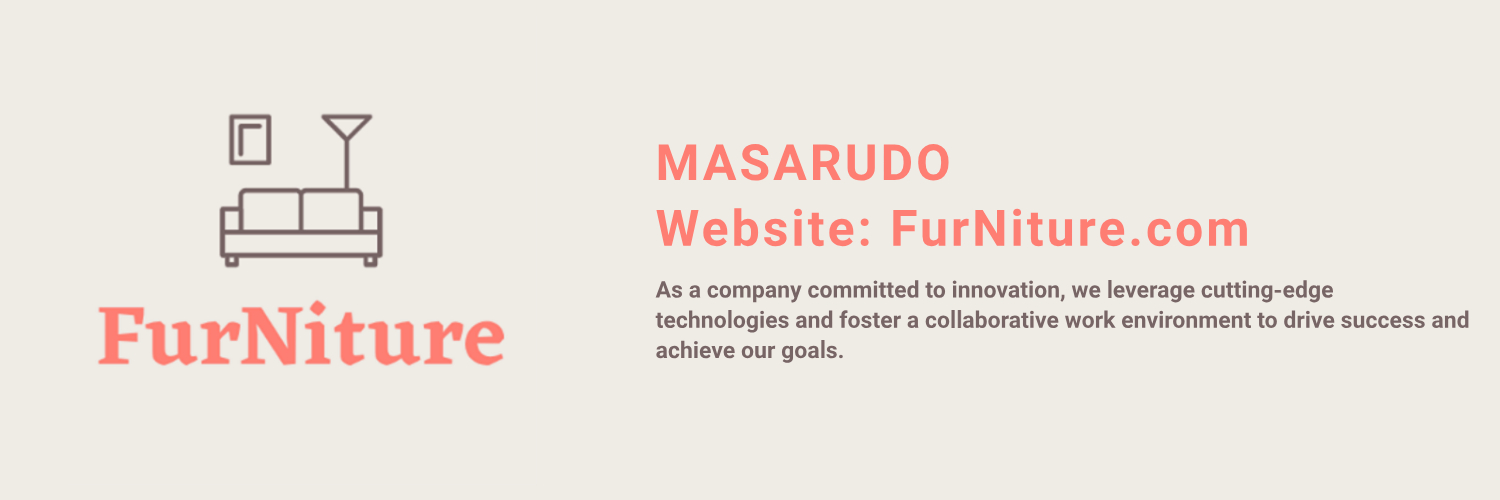 FurNiture
MASARUDO
Website: FurNiture.com
As a company committed to innovation, we leverage cutting-edge
technologies and foster a collaborative work environment to drive success and
achieve our goals.